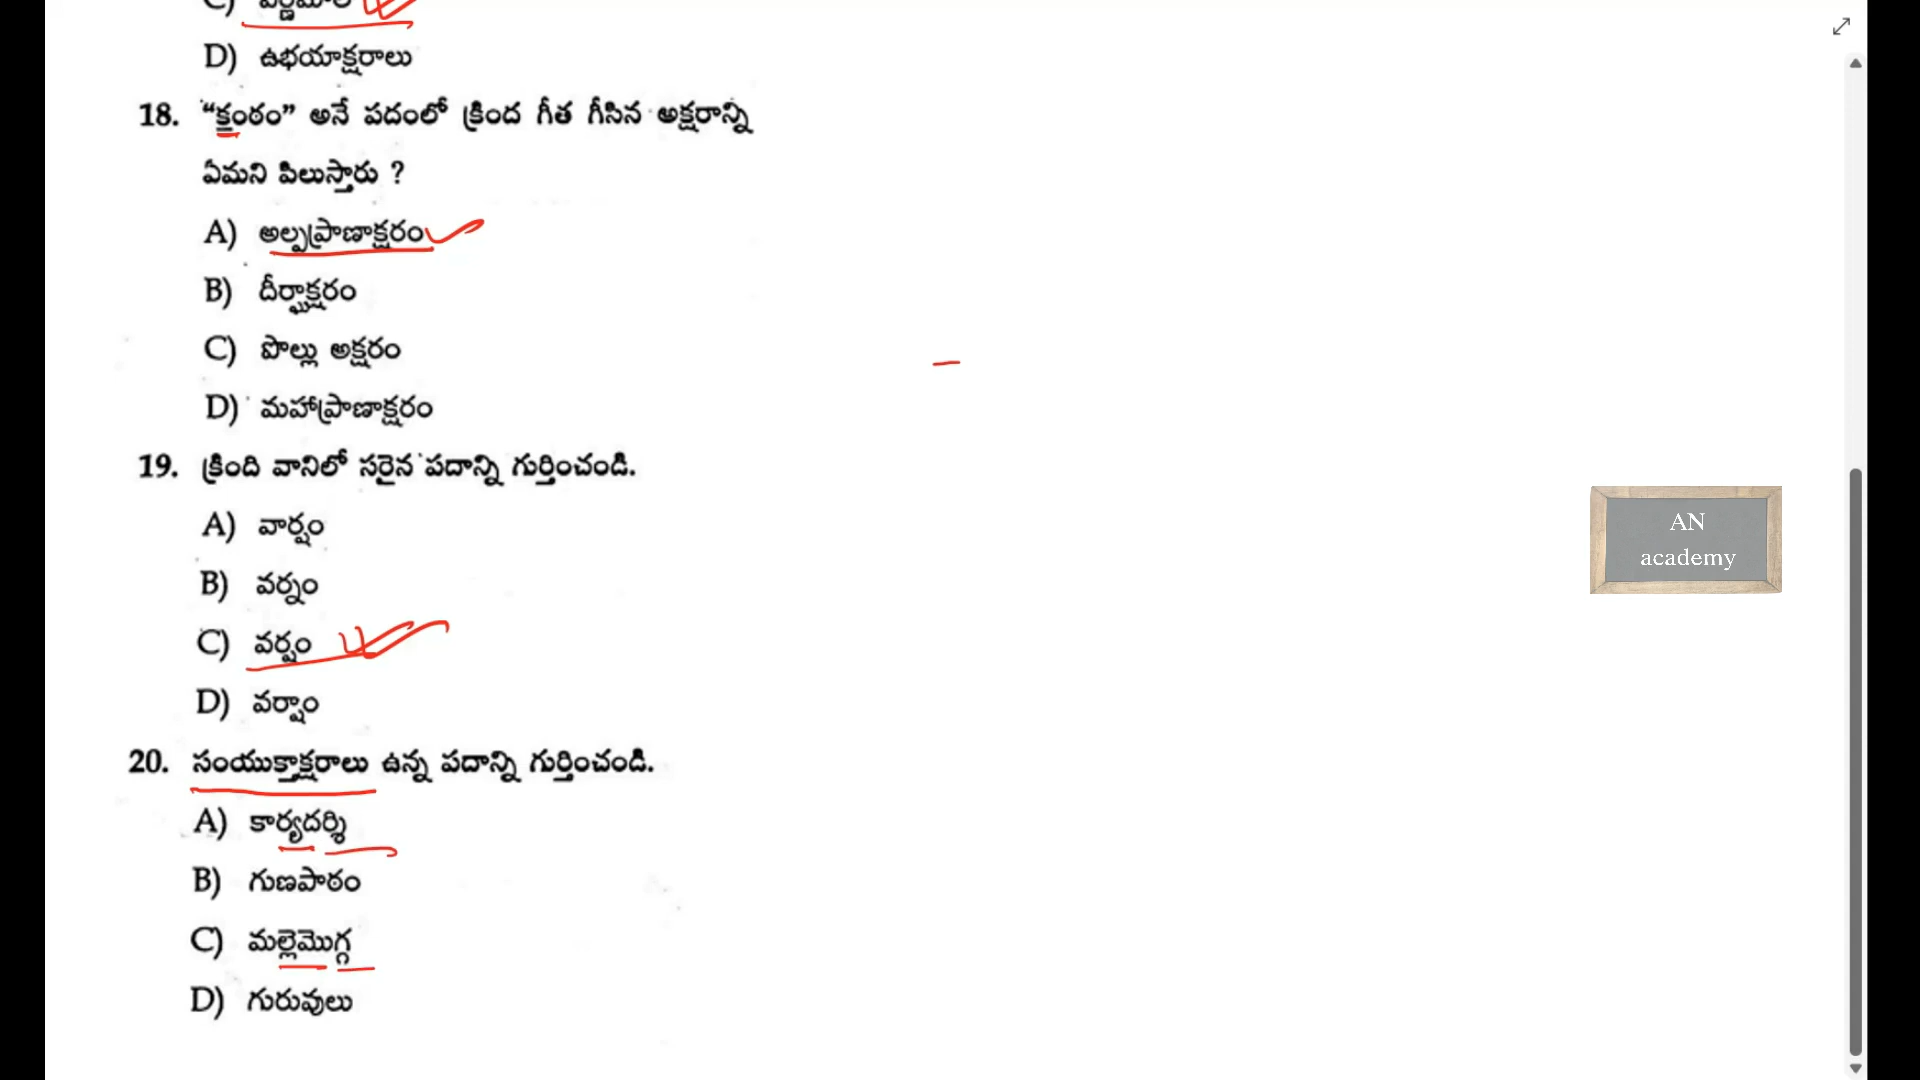 D) ఉభయాక్షరాలు
18. “కంఠం” అనే పదంలో క్రింద గీత గీసిన అక్షరాన్ని
ఏమని పిలుస్తారు ?
A) అల్పప్రాణాక్షరం
B) దీర్ఘాక్షరం
C) పొల్లు అక్షరం
D) మహాప్రాణాక్షరం
19. క్రింది వానిలో సరైన పదాన్ని గుర్తించండి.
A) వార్షం
B) వర్నం
C) వర్షం
D) వర్షాం
20. సంయుక్తాక్షరాలు ఉన్న పదాన్ని గుర్తించండి.
A) కార్యదర్శి
B) గుణపాఠం
C) మల్లెమొగ్గ
D) గురువులు
AN
academy